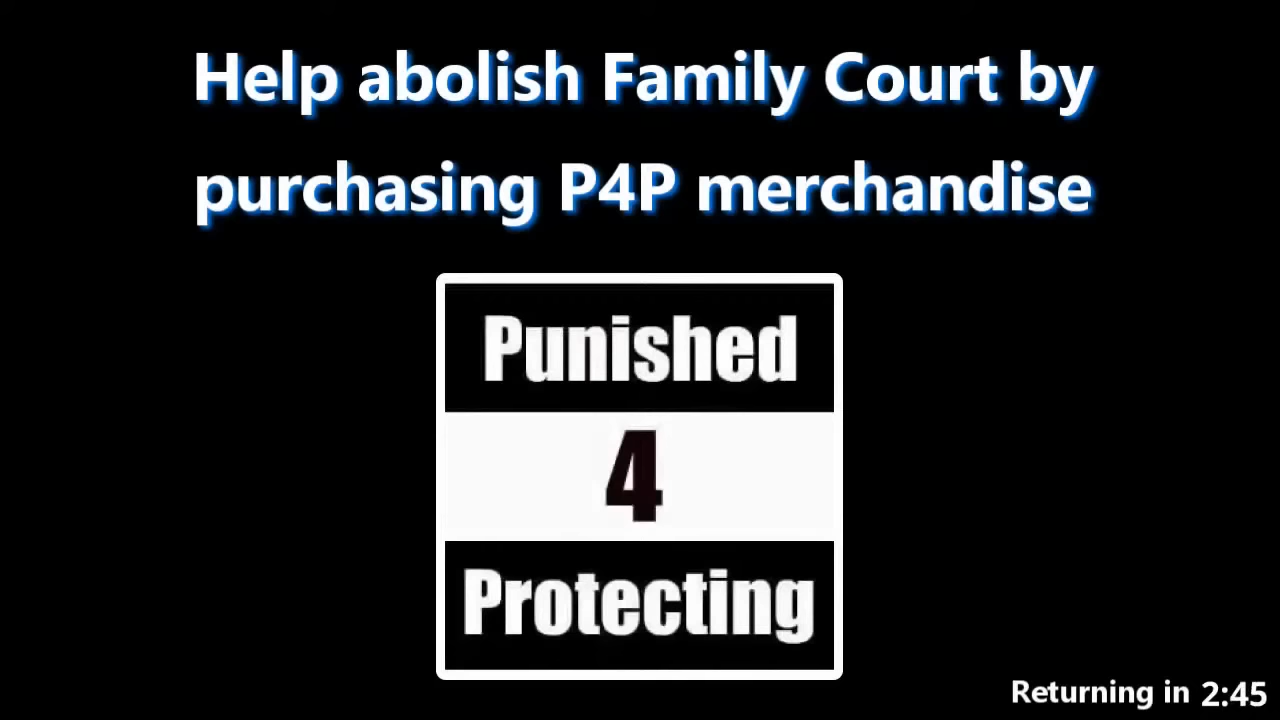 Help abolish Family Court by
purchasing P4P merchandise
Punished
4
Protecting
Returning in 2:45